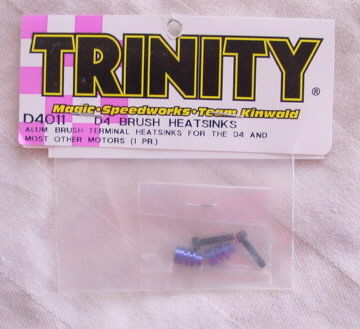 TRINITY®
Magic•Speedworks•Team Kinwald
D4011 D4 BRUSH HEATSINKS
ALUM. BRUSH TERMINAL HEATSINKS FOR THE D4 AND
MOST OTHER MOTORS (1 PR.)